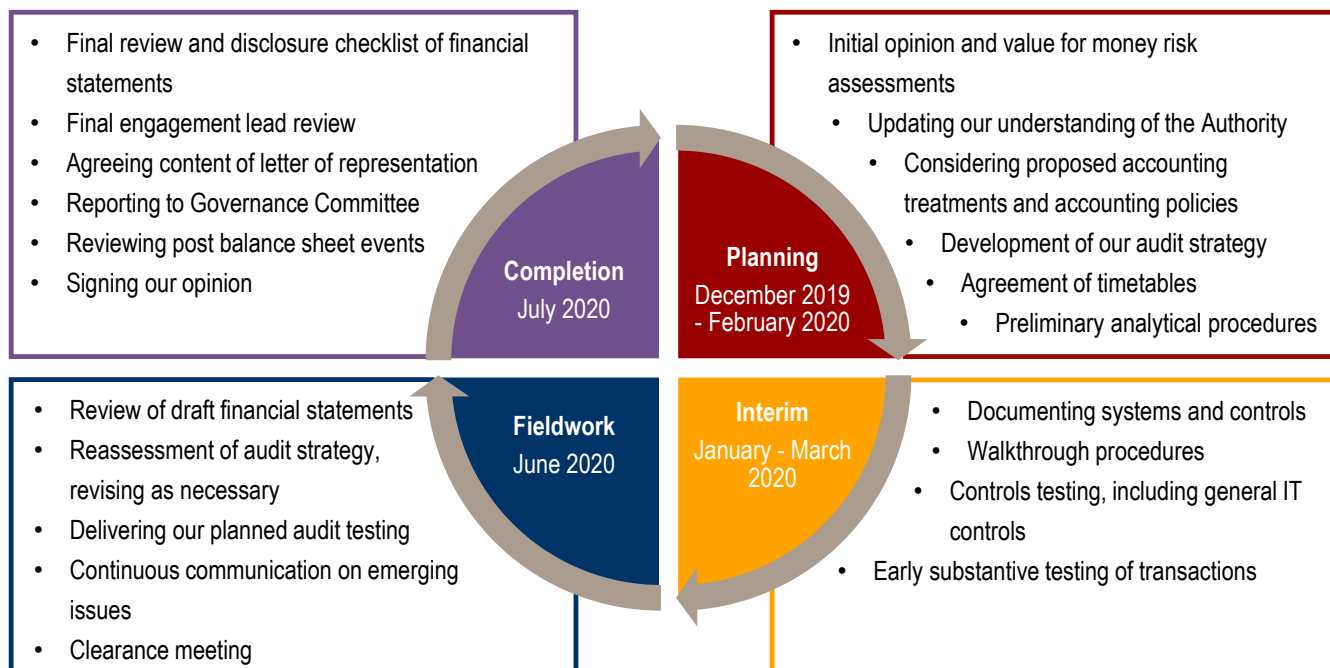 • Final review and disclosure checklist of financial
statements
• Final engagement lead review
• Agreeing content of letter of representation
• Reporting to Governance Committee
• Reviewing post balance sheet events
• Signing our opinion
Completion
July 2020
• Initial opinion and value for money risk
assessments
• Updating our understanding of the Authority
• Considering proposed accounting
treatments and accounting policies
• Development of our audit strategy
• Agreement of timetables
• Preliminary analytical procedures
Planning
December 2019
- February 2020
• Review of draft financial statements
• Reassessment of audit strategy,
revising as necessary
• Delivering our planned audit testing
• Continuous communication on emerging
issues
• Clearance meeting
Fieldwork
June 2020
Interim
January - March
2020
• Documenting systems and controls
• Walkthrough procedures
• Controls testing, including general IT
controls
• Early substantive testing of transactions